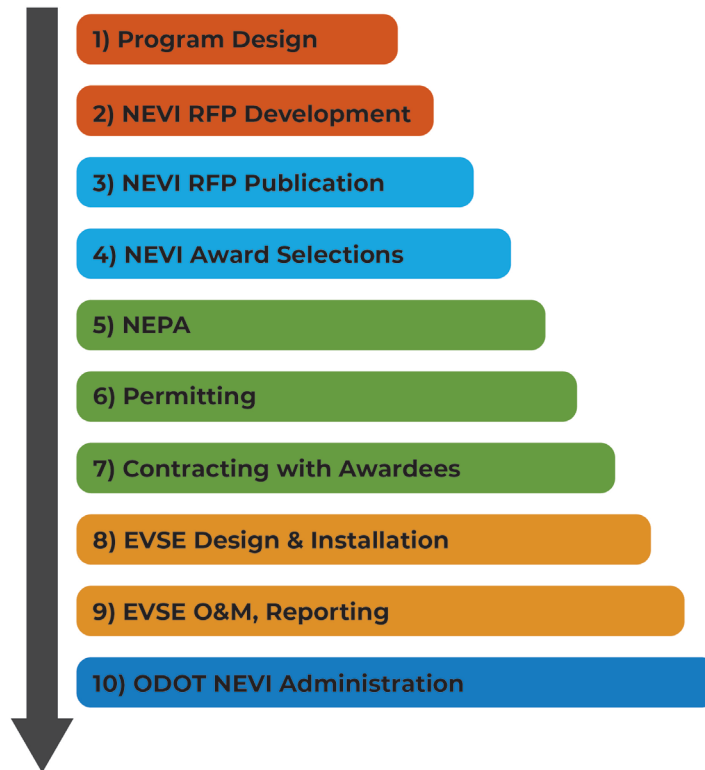 1) Program Design
2) NEVI RFP Development
3) NEVI RFP Publication
4) NEVI Award Selections
5) NEPA
6) Permitting
7) Contracting with Awardees
8) EVSE Design & Installation
9) EVSE O&M, Reporting
10) ODOT NEVI Administration